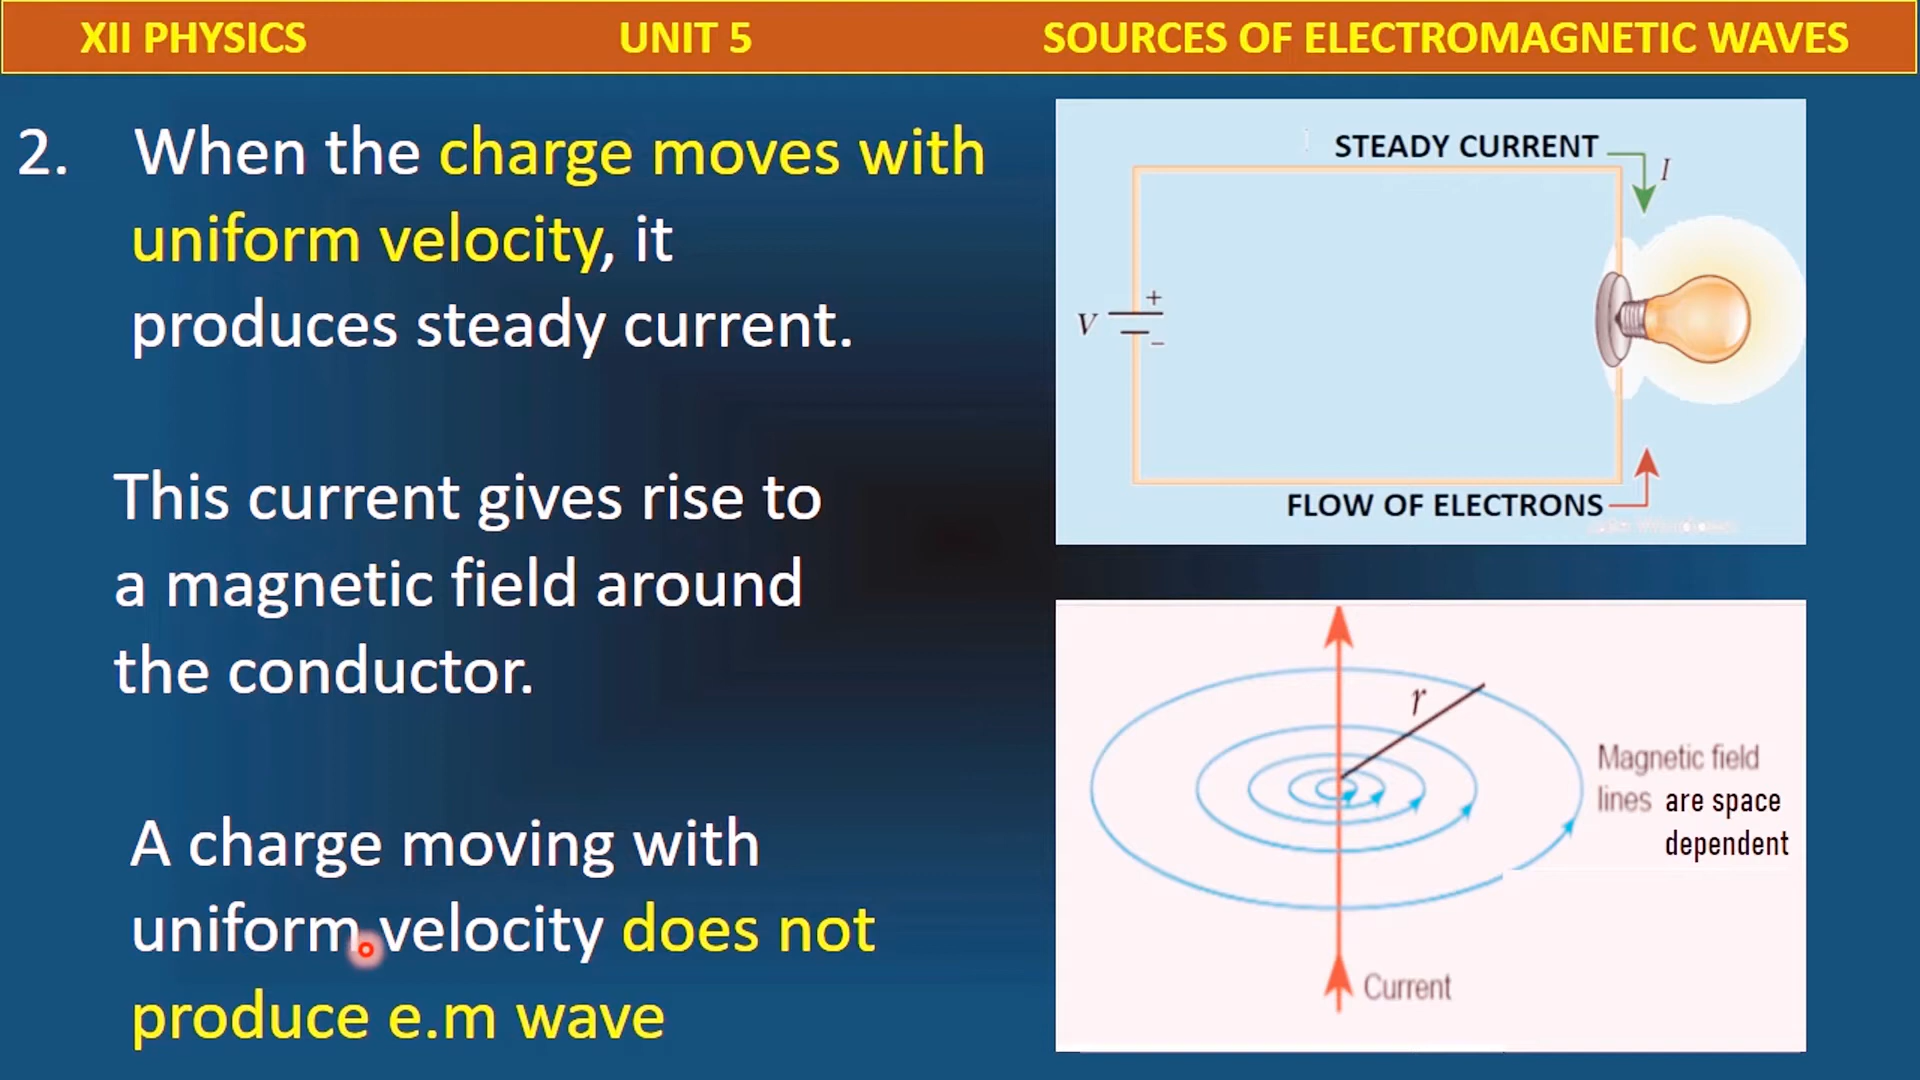 XII PHYSICS UNIT 5 SOURCES OF ELECTROMAGNETIC WAVES
2. When the charge moves with
uniform velocity, it
produces steady current.
This current gives rise to
a magnetic field around
the conductor.
A charge moving with
uniform velocity does not
produce e.m wave
STEADY CURRENT
I
+
V
−
FLOW OF ELECTRONS
r
Magnetic field
lines are space
dependent
Current